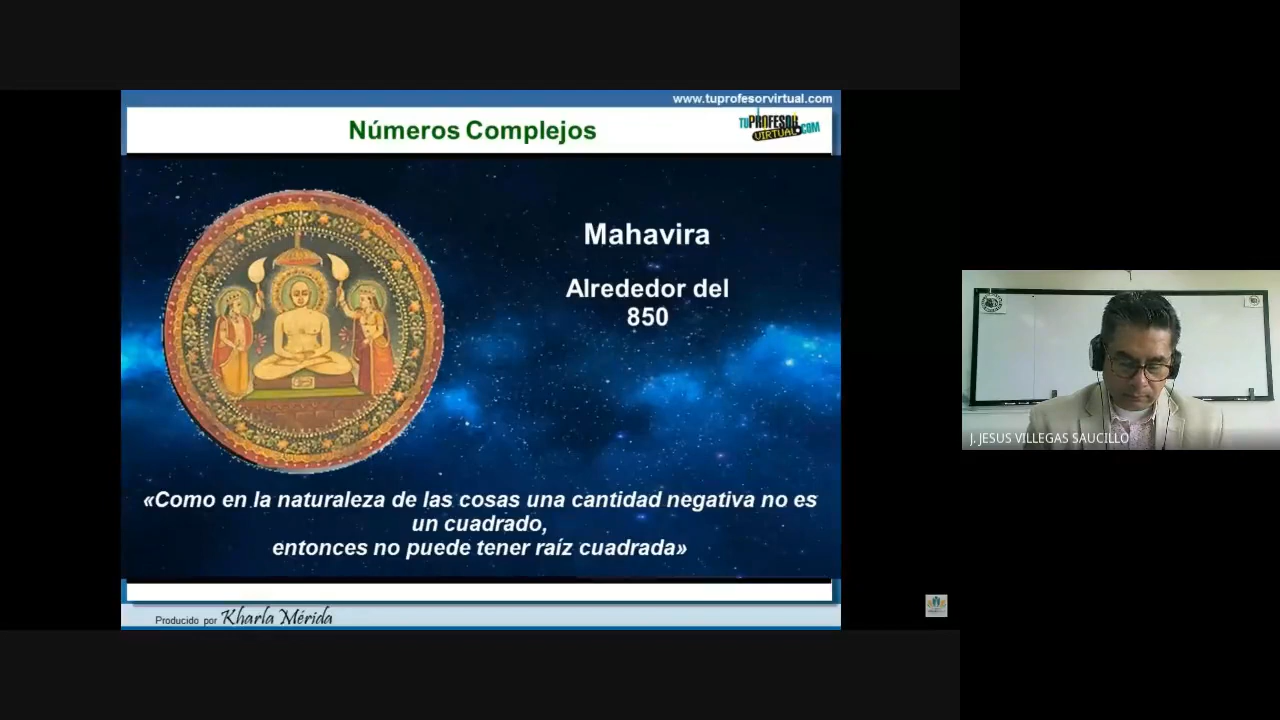 www.tuprofesorvirtual.com
Números Complejos
TUPROFESOR
VIRTUAL.COM
Mahavira
Alrededor del
850
«Como en la naturaleza de las cosas una cantidad negativa no es
un cuadrado,
entonces no puede tener raíz cuadrada»
Producido por Kharla Mérida
J. JESUS VILLEGAS SAUCILLO